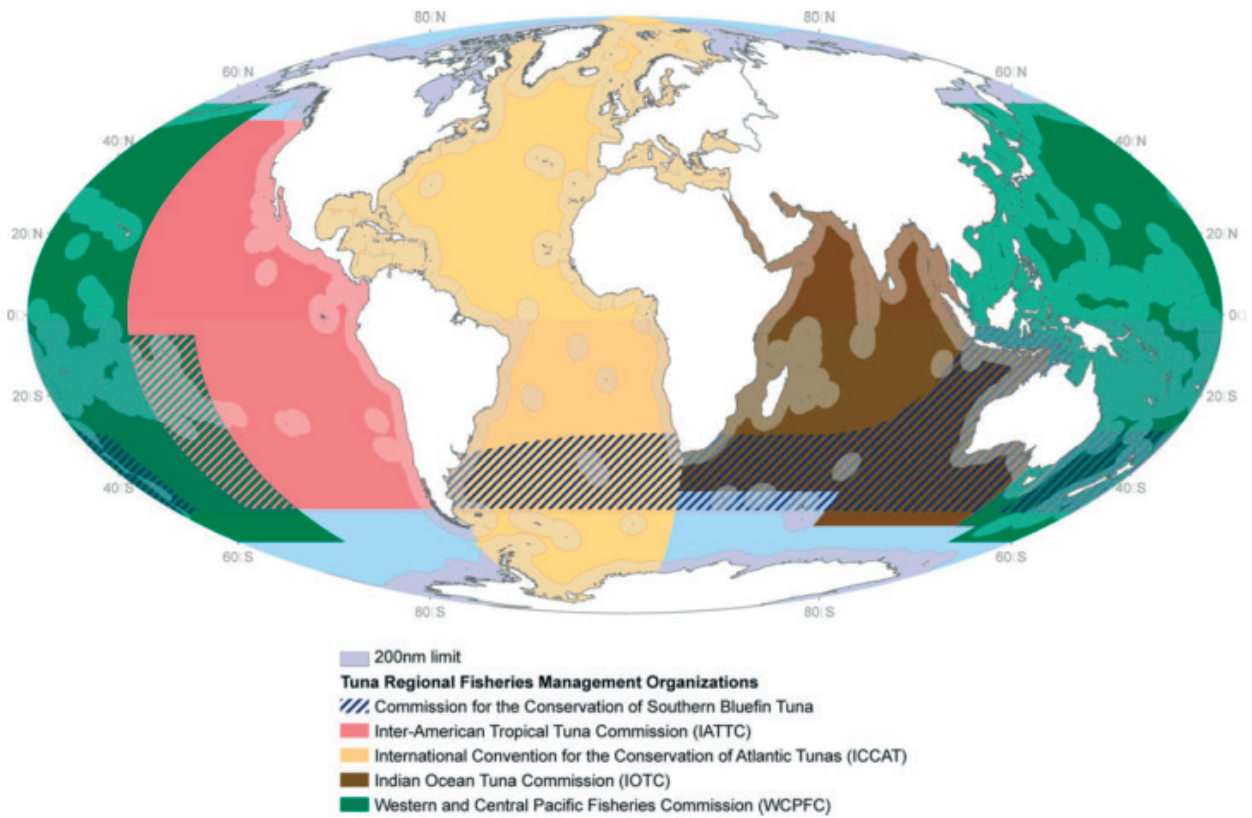 80▯N 80▯N
60▯N 60▯N
40▯N 40▯N
20▯N 20▯N
0▯ 0▯
20▯S 20▯S
40▯S 40▯S
60▯S 60▯S
80▯S 80▯S
200nm limit
Tuna Regional Fisheries Management Organizations
Commission for the Conservation of Southern Bluefin Tuna
Inter-American Tropical Tuna Commission (IATTC)
International Convention for the Conservation of Atlantic Tunas (ICCAT)
Indian Ocean Tuna Commission (IOTC)
Western and Central Pacific Fisheries Commission (WCPFC)